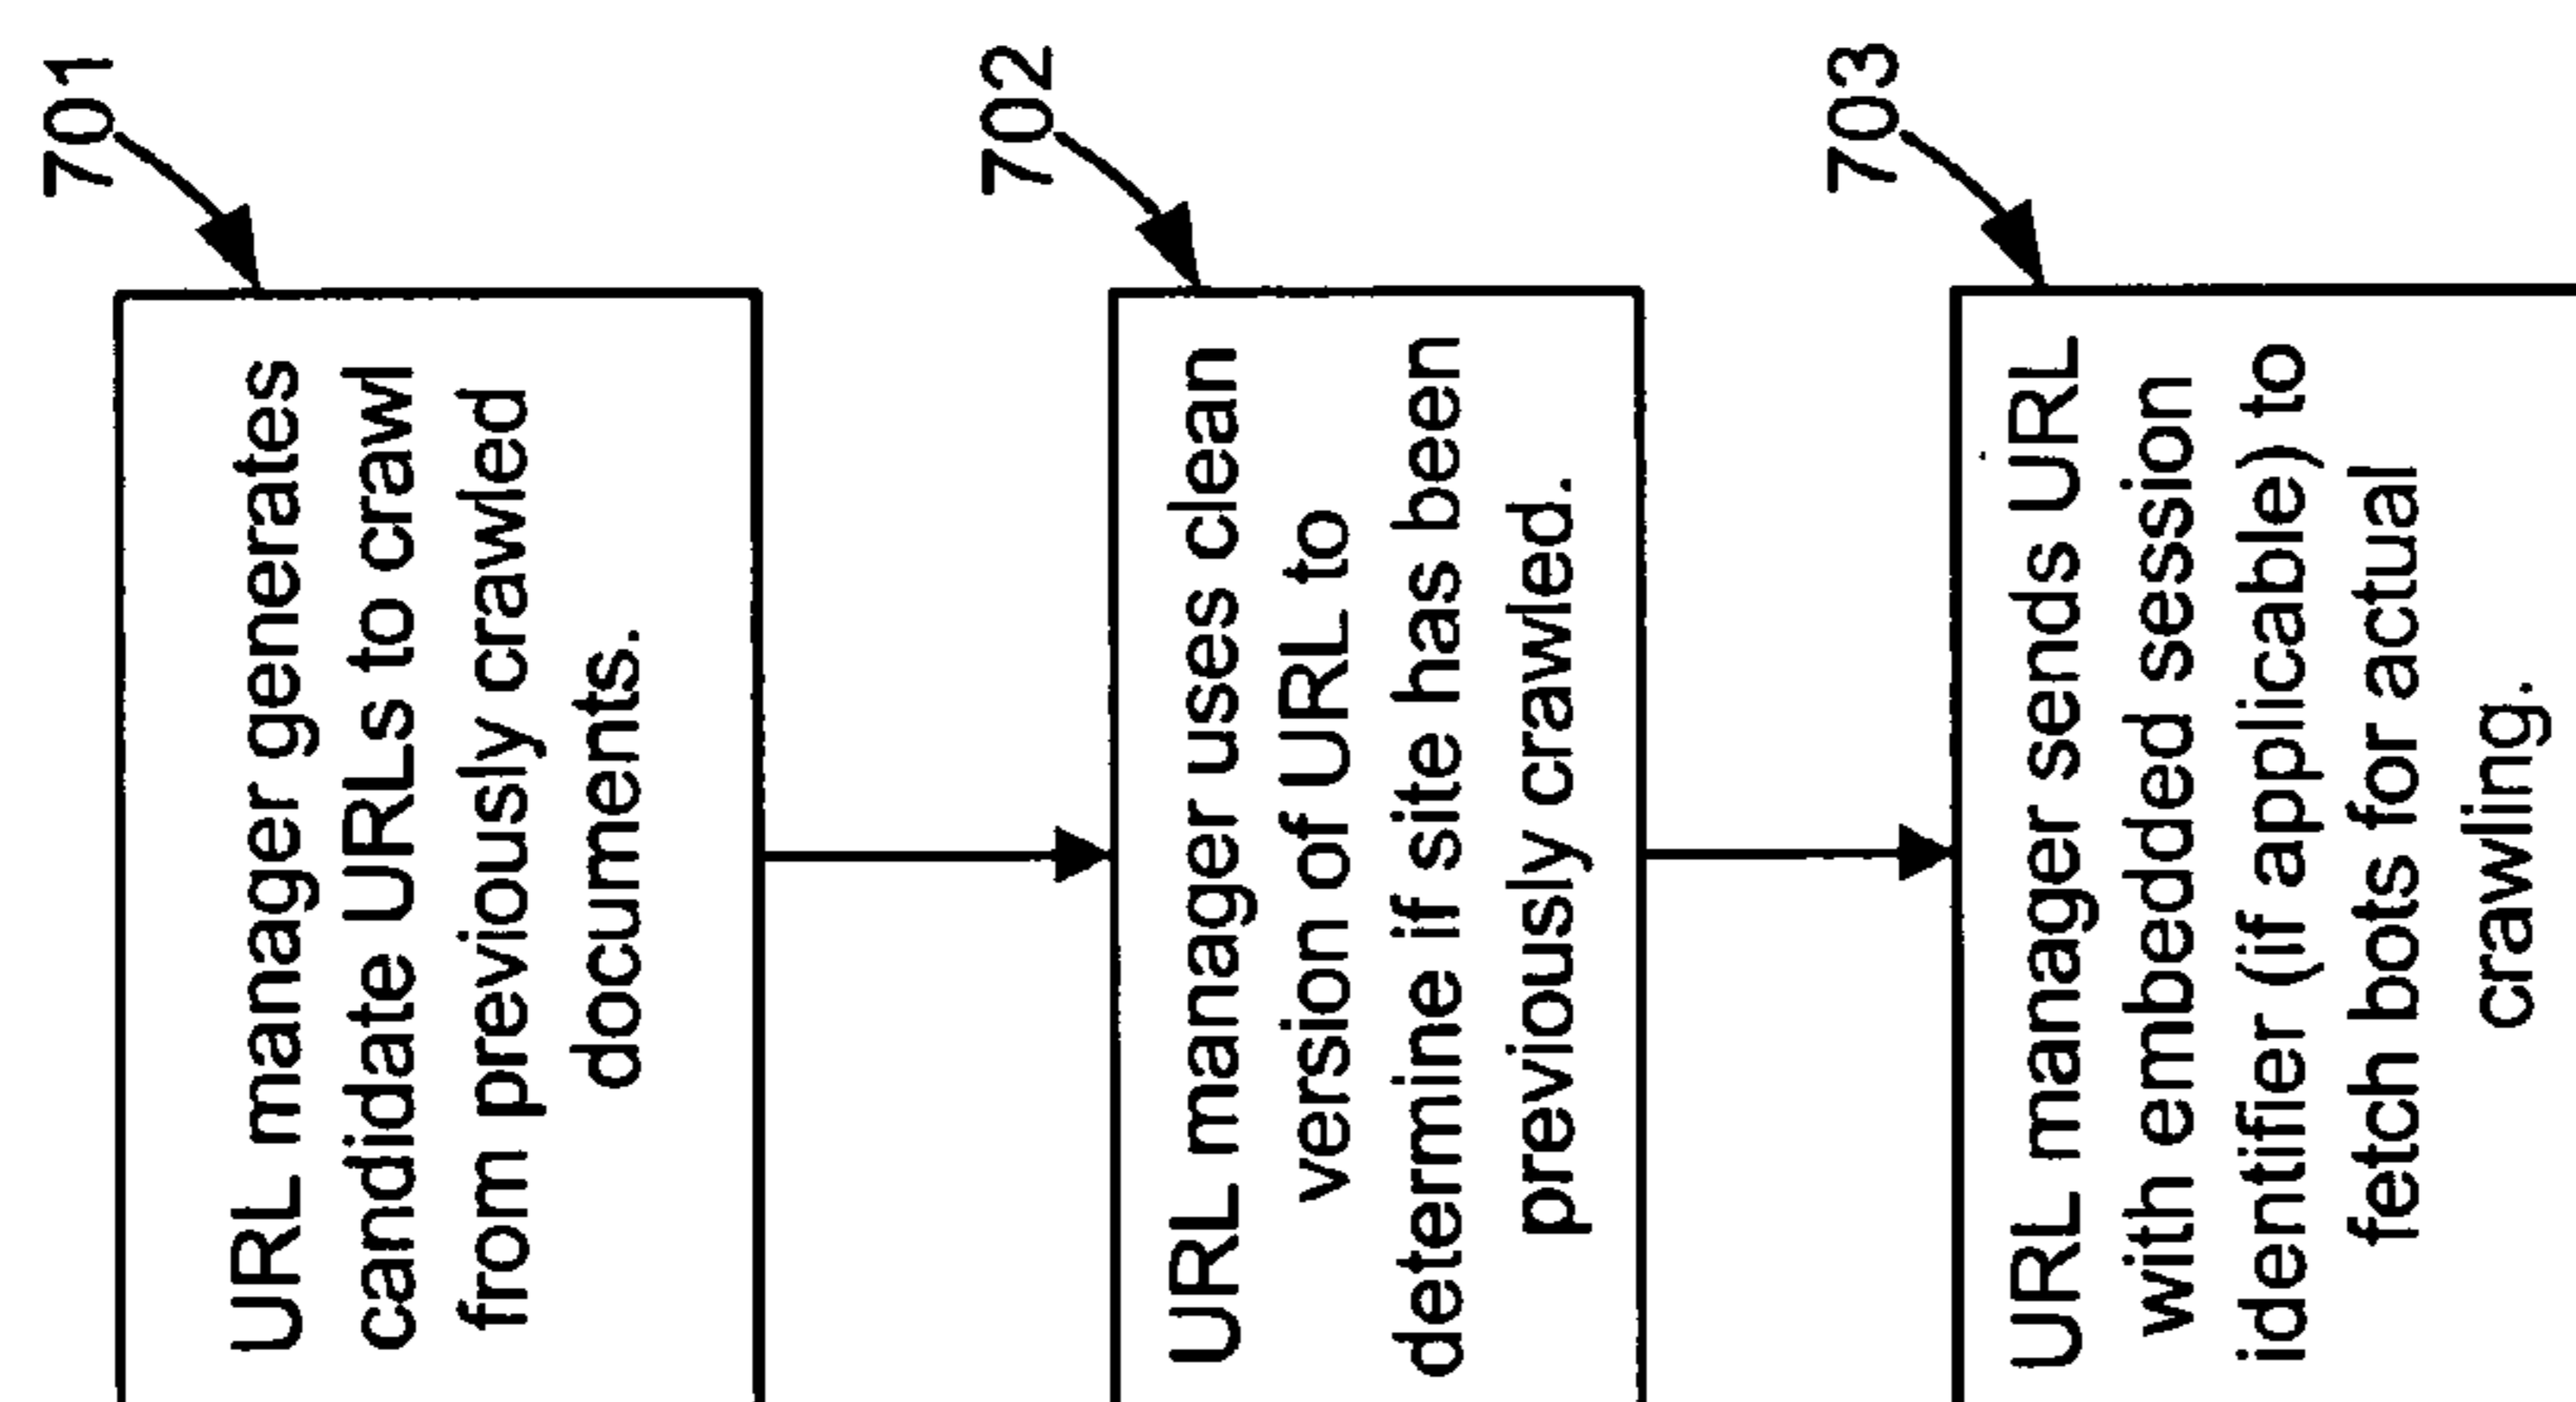 701
URL manager generates
candidate URLs to crawl
from previously crawled
documents.
702
URL manager uses clean
version of URL to
determine if site has been
previously crawled.
703
URL manager sends URL
with embedded session
identifier (if applicable) to
fetch bots for actual
crawling.